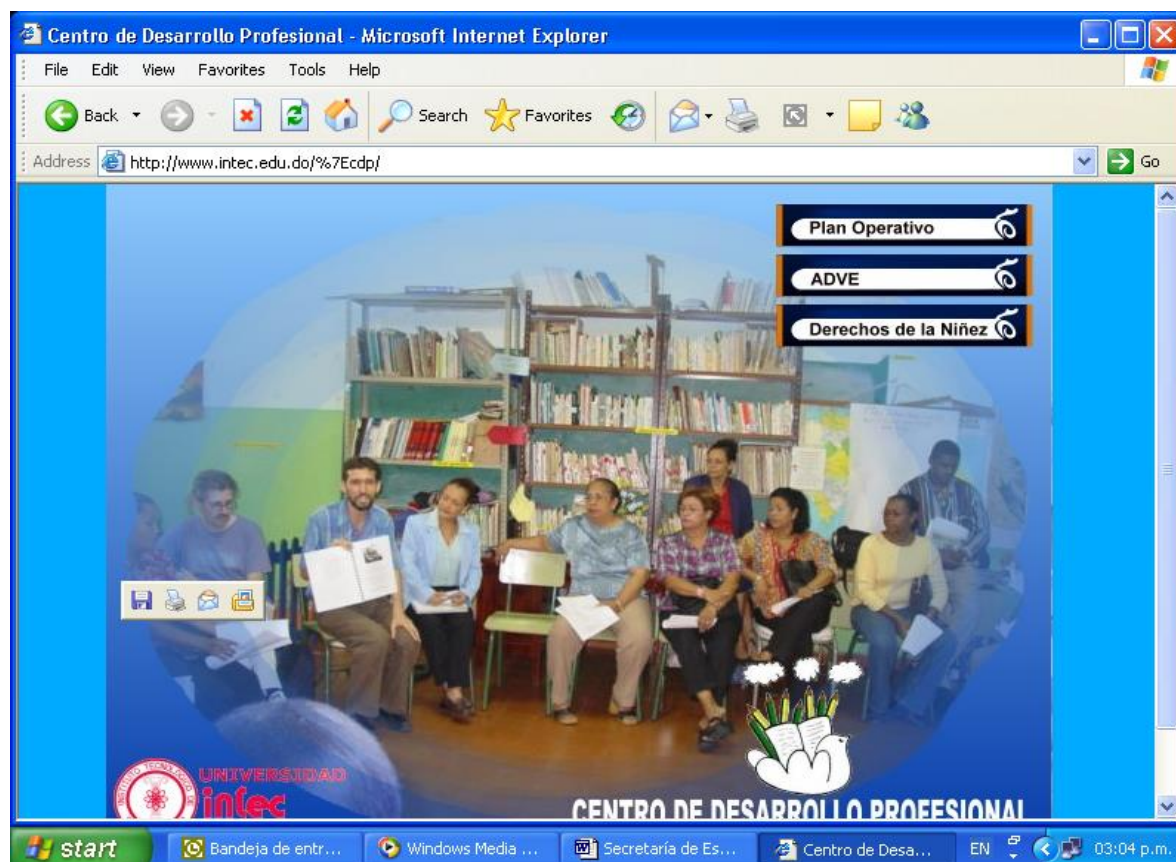 Centro de Desarrollo Profesional - Microsoft Internet Explorer
File Edit View Favorites Tools Help
Back Search Favorites
Address http://www.intec.edu.do/%7Ecdp/ Go
Plan Operativo
ADVE
Derechos de la Niñez
UNIVERSIDAD
intec
CENTRO DE DESARROLLO PROFESIONAL
start Bandeja de entr... Windows Media ... Secretaría de Es... Centro de Desa... EN 03:04 p.m.